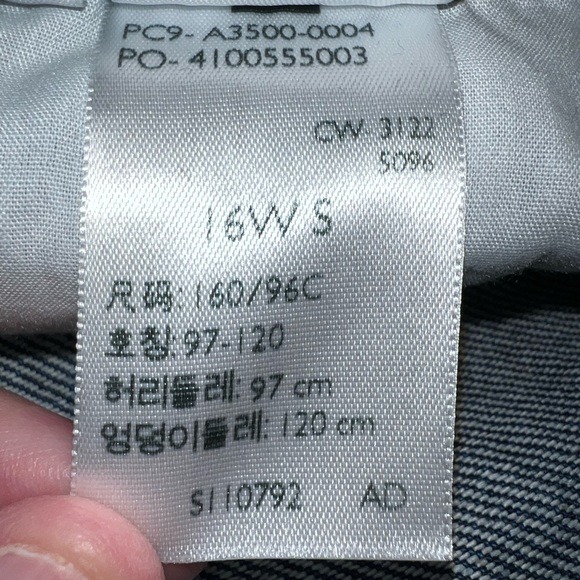 PC9- A3500-0004
PO- 4100555003
CW- 3122
5096
16W S
尺码: 160/96C
호칭: 97-120
허리둘레: 97 cm
엉덩이둘레: 120 cm
S110792 AD